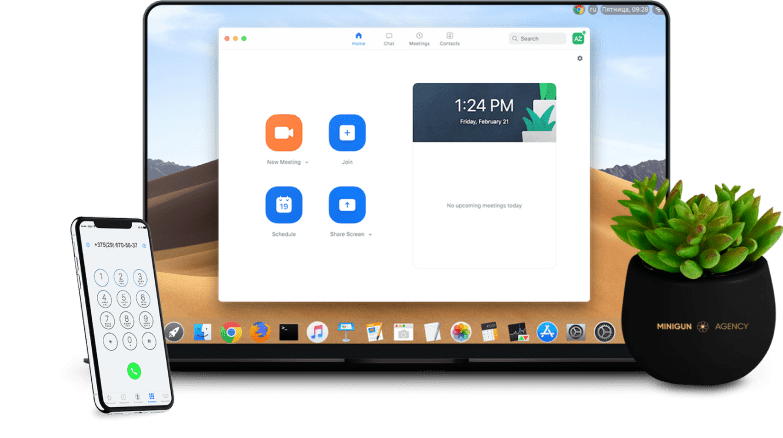 ru Пятница, 09:28
Home
Chat
Meetings
Contacts
Search
AZ
1:24 PM
Friday, February 21
New Meeting
Join
No upcoming meetings today
19
Schedule
Share Screen
+375(29) 670-56-37
1
2
3
4
5
6
7
8
9
*
0
#
MINIGUN AGENCY